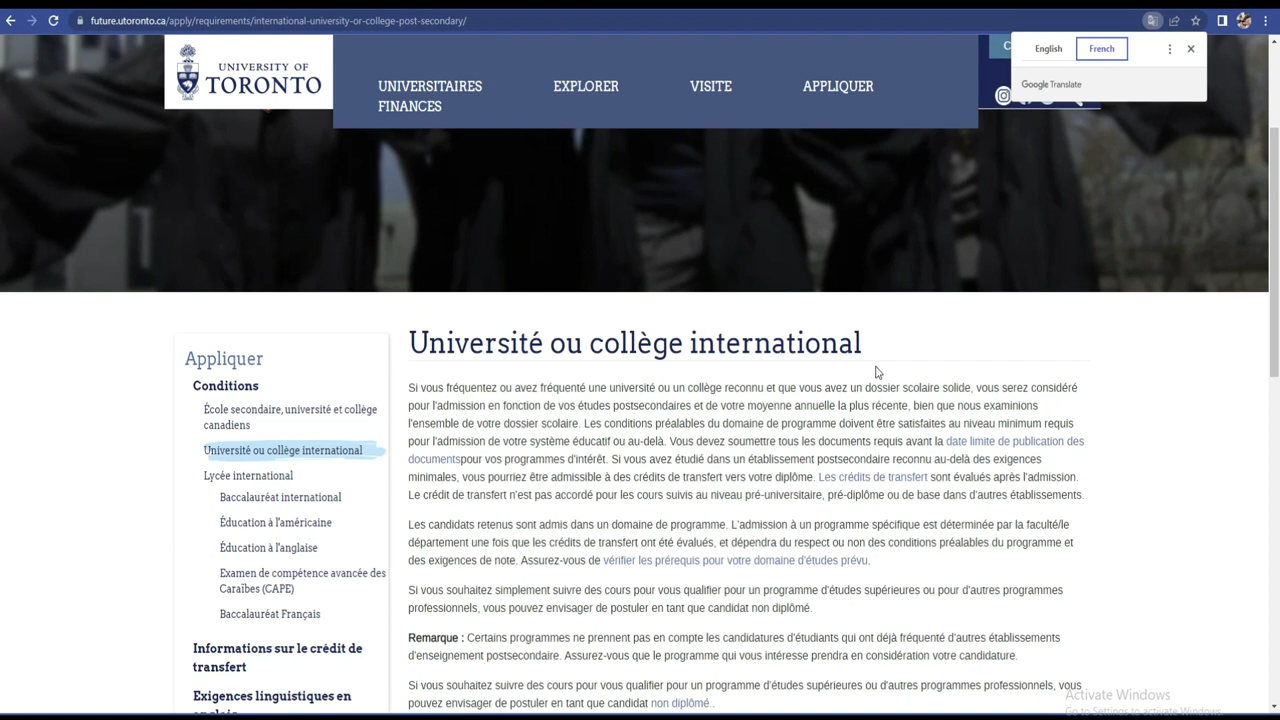 future.utoronto.ca/apply/requirements/international-university-or-college-post-secondary/
English
French
Google Translate
UNIVERSITY OF
TORONTO
UNIVERSITAIRES
EXPLORER
VISITE
APPLIQUER
FINANCES
Université ou collège international
Appliquer
Conditions
École secondaire, université et collège
canadiens
Université ou collège international
Lycée international
Baccalauréat international
Éducation à l'américaine
Éducation à l'anglaise
Examen de compétence avancée des
Caraïbes (CAPE)
Baccalauréat Français
Informations sur le crédit de
transfert
Exigences linguistiques en
anglais
Si vous fréquentez ou avez fréquenté une université ou un collège reconnu et que vous avez un dossier scolaire solide, vous serez considéré
pour l'admission en fonction de vos études postsecondaires et de votre moyenne annuelle la plus récente, bien que nous examinions
l'ensemble de votre dossier scolaire. Les conditions préalables du domaine de programme doivent être satisfaites au niveau minimum requis
pour l'admission de votre système éducatif ou au-delà. Vous devez soumettre tous les documents requis avant la date limite de publication des
documentspour vos programmes d'intérêt. Si vous avez étudié dans un établissement postsecondaire reconnu au-delà des exigences
minimales, vous pourriez être admissible à des crédits de transfert vers votre diplôme. Les crédits de transfert sont évalués après l'admission.
Le crédit de transfert n'est pas accordé pour les cours suivis au niveau pré-universitaire, pré-diplôme ou de base dans d'autres établissements.
Les candidats retenus sont admis dans un domaine de programme. L'admission à un programme spécifique est déterminée par la faculté/le
département une fois que les crédits de transfert ont été évalués, et dépendra du respect ou non des conditions préalables du programme et
des exigences de note. Assurez-vous de vérifier les prérequis pour votre domaine d'études prévu.
Si vous souhaitez simplement suivre des cours pour vous qualifier pour un programme d'études supérieures ou pour d'autres programmes
professionnels, vous pouvez envisager de postuler en tant que candidat non diplômé.
Remarque : Certains programmes ne prennent pas en compte les candidatures d'étudiants qui ont déjà fréquenté d'autres établissements
d'enseignement postsecondaire. Assurez-vous que le programme qui vous intéresse prendra en considération votre candidature.
Si vous souhaitez suivre des cours pour vous qualifier pour un programme d'études supérieures ou d'autres programmes professionnels, vous
pouvez envisager de postuler en tant que candidat non diplômé..
Activate Windows
Go to Settings to activate Windows.